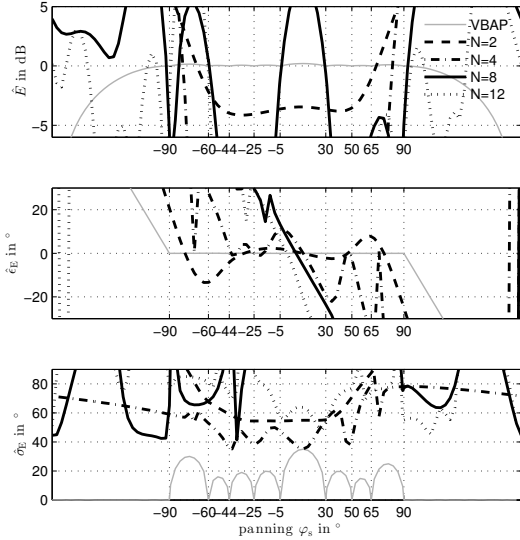 5
0
−5
Ê in dB
VBAP
N=2
N=4
N=8
N=12
−90 −60 −44 −25 −5 30 50 65 90
20
0
−20
ε̂E in °
−90 −60 −44 −25 −5 30 50 65 90
80
60
40
20
0
σ̂E in °
−90 −60 −44 −25 −5 30 50 65 90
panning φs in °